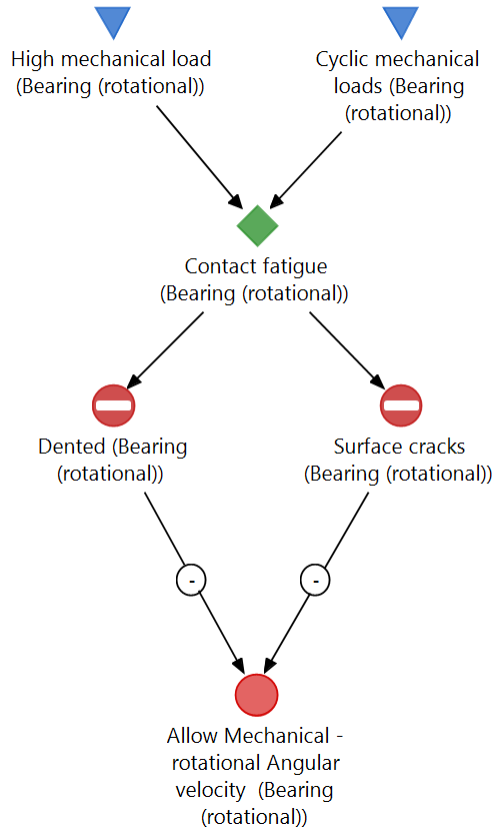 High mechanical load
(Bearing (rotational))
Cyclic mechanical
loads (Bearing
(rotational))
Contact fatigue
(Bearing (rotational))
Dented (Bearing
(rotational))
Surface cracks
(Bearing (rotational))
-
-
Allow Mechanical -
rotational Angular
velocity  (Bearing
(rotational))